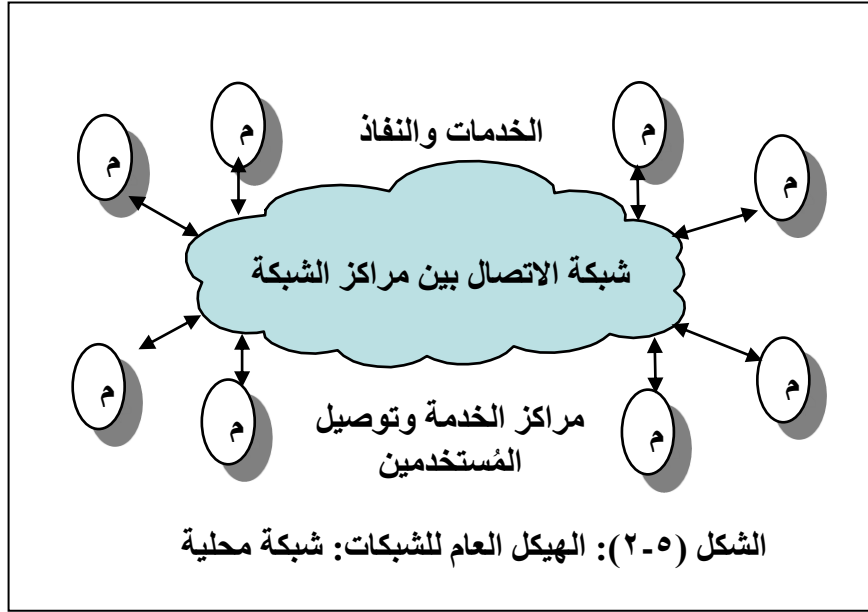 م
م
الخدمات والنفاذ
م
م
شبكة الاتصال بين مراكز الشبكة
م
م
مراكز الخدمة وتوصيل
المُستخدمين
م
م
الشكل (٥-٢): الهيكل العام للشبكات: شبكة محلية